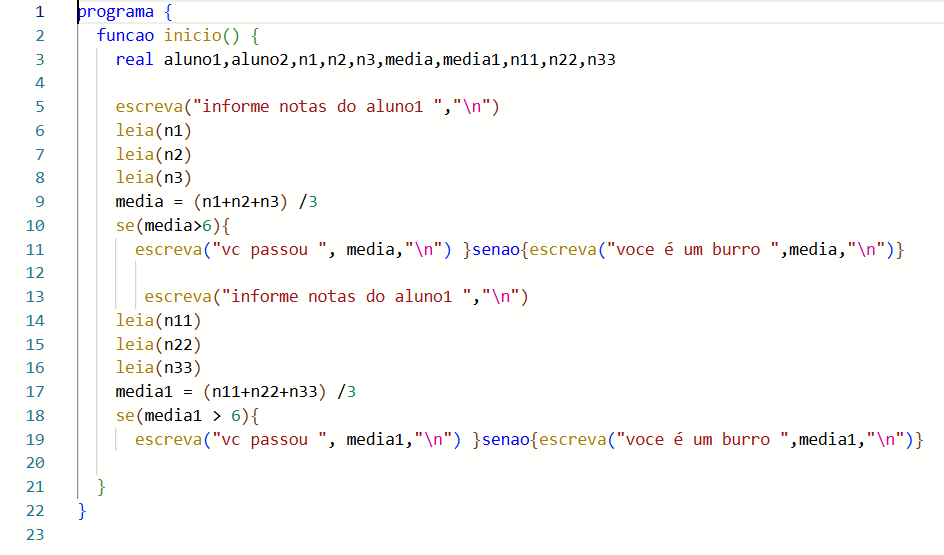 1 programa {
2 funcao inicio() {
3 real aluno1,aluno2,n1,n2,n3,media,media1,n11,n22,n33
4
5 escreva("informe notas do aluno1 ","\n")
6 leia(n1)
7 leia(n2)
8 leia(n3)
9 media = (n1+n2+n3) /3
10 se(media>6){
11 escreva("vc passou ", media,"\n") }senao{escreva("voce é um burro ",media,"\n")}
12
13 escreva("informe notas do aluno1 ","\n")
14 leia(n11)
15 leia(n22)
16 leia(n33)
17 media1 = (n11+n22+n33) /3
18 se(media1 > 6){
19 escreva("vc passou ", media1,"\n") }senao{escreva("voce é um burro ",media1,"\n")}
20
21 }
22 }
23